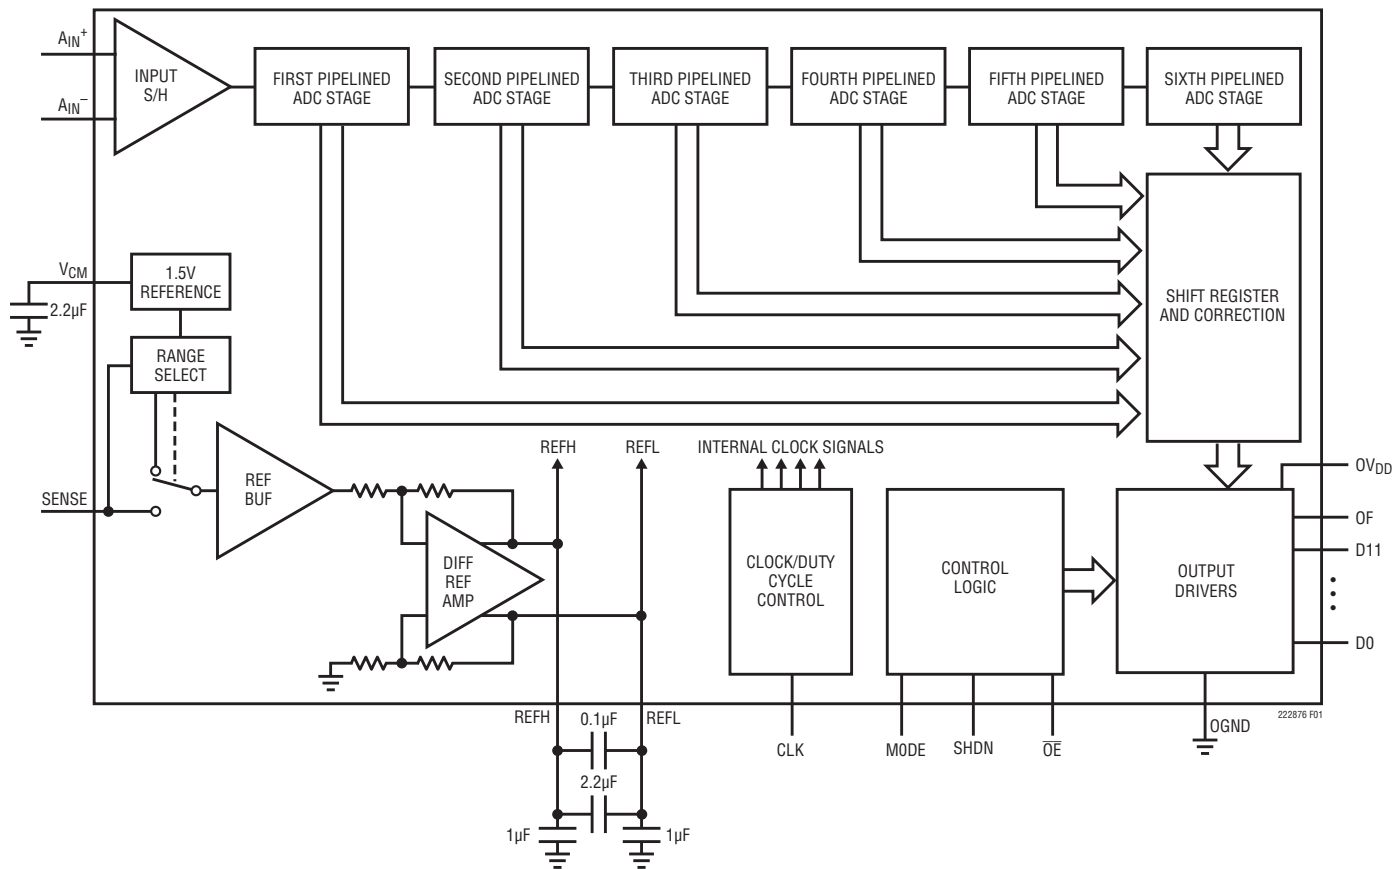 AIN+
AIN−
INPUT
S/H
FIRST PIPELINED
ADC STAGE
SECOND PIPELINED
ADC STAGE
THIRD PIPELINED
ADC STAGE
FOURTH PIPELINED
ADC STAGE
FIFTH PIPELINED
ADC STAGE
SIXTH PIPELINED
ADC STAGE
VCM
2.2µF
1.5V
REFERENCE
RANGE
SELECT
SHIFT REGISTER
AND CORRECTION
SENSE
REF
BUF
DIFF
REF
AMP
REFH
REFL
INTERNAL CLOCK SIGNALS
CLOCK/DUTY
CYCLE
CONTROL
CONTROL
LOGIC
OUTPUT
DRIVERS
OVDD
OF
D11
D0
REFH
0.1µF
REFL
2.2µF
1µF
1µF
CLK
MODE
SHDN
O̅E̅
OGND
222876 F01